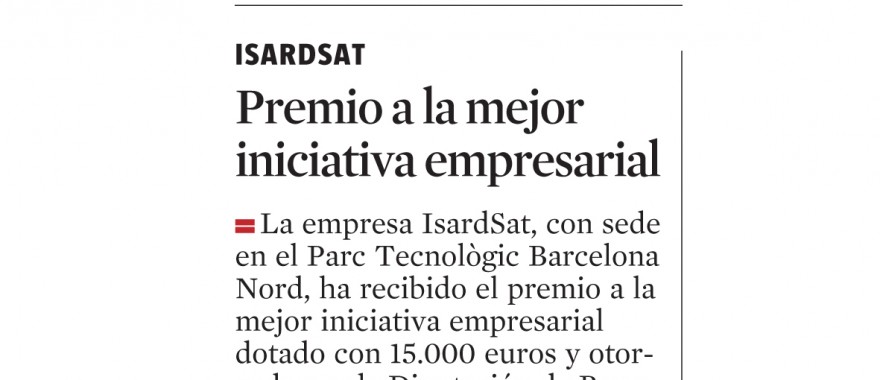 ISARDSAT
Premio a la mejor
iniciativa empresarial
La empresa IsardSat, con sede
en el Parc Tecnològic Barcelona
Nord, ha recibido el premio a la
mejor iniciativa empresarial
dotado con 15.000 euros y otor-